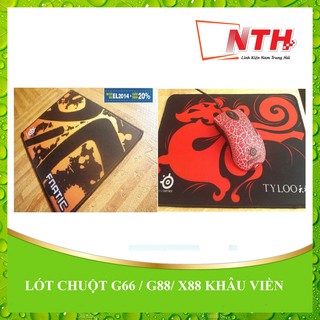 NTH
Linh Kiện Nam Trung Hải
EL2014
20%
FNATIC
TYLOO
LÓT CHUỘT G66 / G88/ X88 KHÂU VIỀN